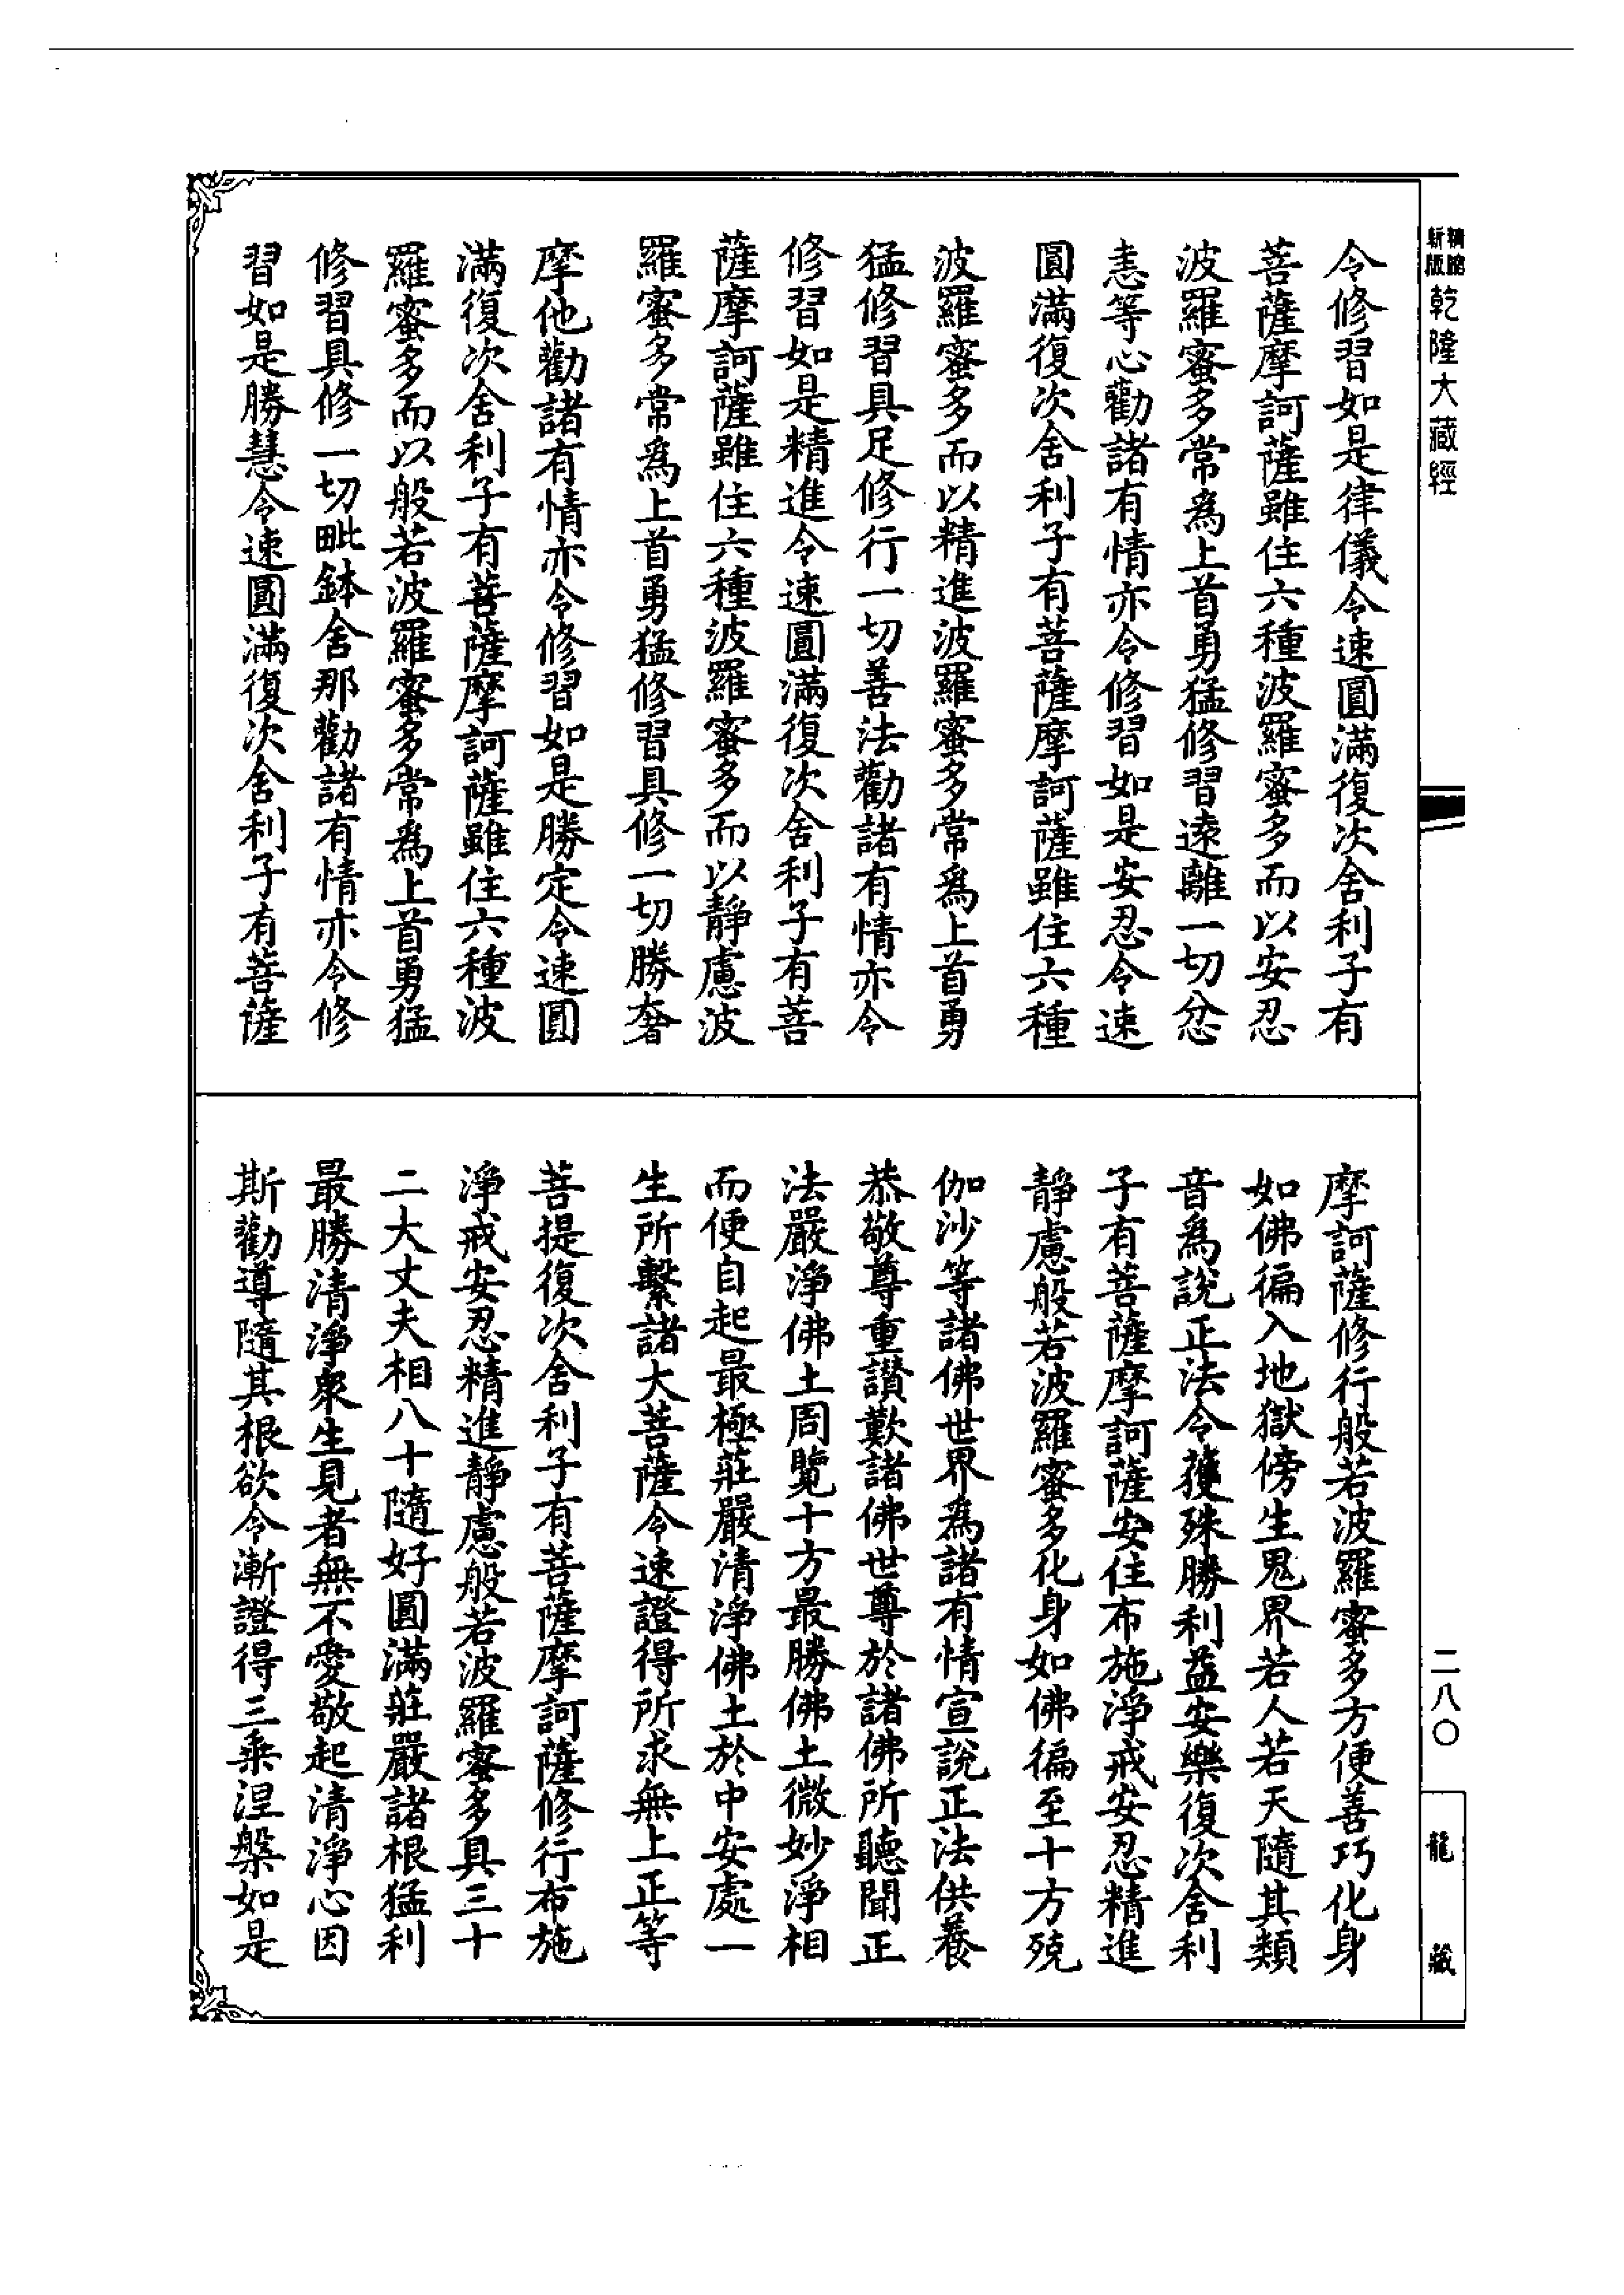 精縮新版乾隆大藏經
令修習如是律儀令速圓滿復次舍利子有
菩薩摩訶薩雖住六種波羅蜜多而以安忍
波羅蜜多常為上首勇猛修習遠離一切忿
恚等心勸諸有情亦令修習如是安忍令速
圓滿復次舍利子有菩薩摩訶薩雖住六種
波羅蜜多而以精進波羅蜜多常為上首勇
猛修習具足修行一切善法勸諸有情亦令
修習如是精進令速圓滿復次舍利子有菩
薩摩訶薩雖住六種波羅蜜多而以靜慮波
羅蜜多常為上首勇猛修習具修一切勝奢
摩他勸諸有情亦令修習如是勝定令速圓
滿復次舍利子有菩薩摩訶薩雖住六種波
羅蜜多而以般若波羅蜜多常為上首勇猛
修習具修一切毗鉢舍那勸諸有情亦令修
習如是勝慧令速圓滿復次舍利子有菩薩
摩訶薩修行般若波羅蜜多方便善巧化身
如佛徧入地獄傍生鬼界若人若天隨其類
音為說正法令獲殊勝利益安樂復次舍利
子有菩薩摩訶薩安住布施淨戒安忍精進
靜慮般若波羅蜜多化身如佛徧至十方殑
伽沙等諸佛世界為諸有情宣說正法供養
恭敬尊重讚歎諸佛世尊於諸佛所聽聞正
法嚴淨佛土周覽十方最勝佛土微妙淨相
而便自起最極莊嚴清淨佛土於中安處一
生所繫諸大菩薩令速證得所求無上正等
菩提復次舍利子有菩薩摩訶薩修行布施
淨戒安忍精進靜慮般若波羅蜜多具三十
二大丈夫相八十隨好圓滿莊嚴諸根猛利
最勝清淨眾生見者無不愛敬起清淨心因
斯勸導隨其根欲令漸證得三乘涅槃如是
二八〇
龍藏